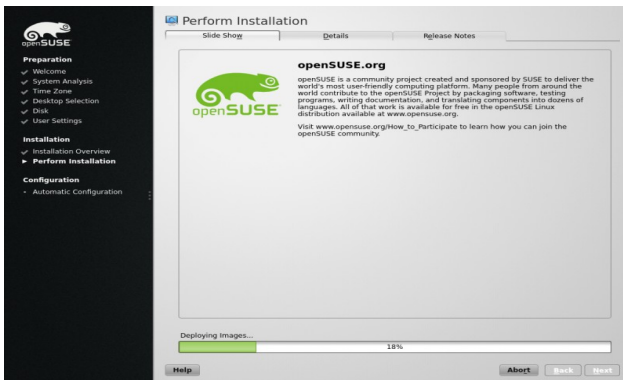 openSUSE
Preparation
Welcome
System Analysis
Time Zone
Desktop Selection
Disk
User Settings
Installation
Installation Overview
Perform Installation
Configuration
Automatic Configuration
Perform Installation
Slide Show
Details
Release Notes
openSUSE
openSUSE.org
openSUSE is a community project created and sponsored by SUSE to deliver the
world's most user-friendly computing platform. Many people from around the
world contribute to the openSUSE Project by packaging software, testing
programs, writing documentation, and translating components into dozens of
languages. All of that work is available for free in the openSUSE Linux
distribution available at www.opensuse.org.
Visit www.opensuse.org/How_to_Participate to learn how you can join the
openSUSE community.
Deploying Images...
18%
Help
Abort
Back
Next